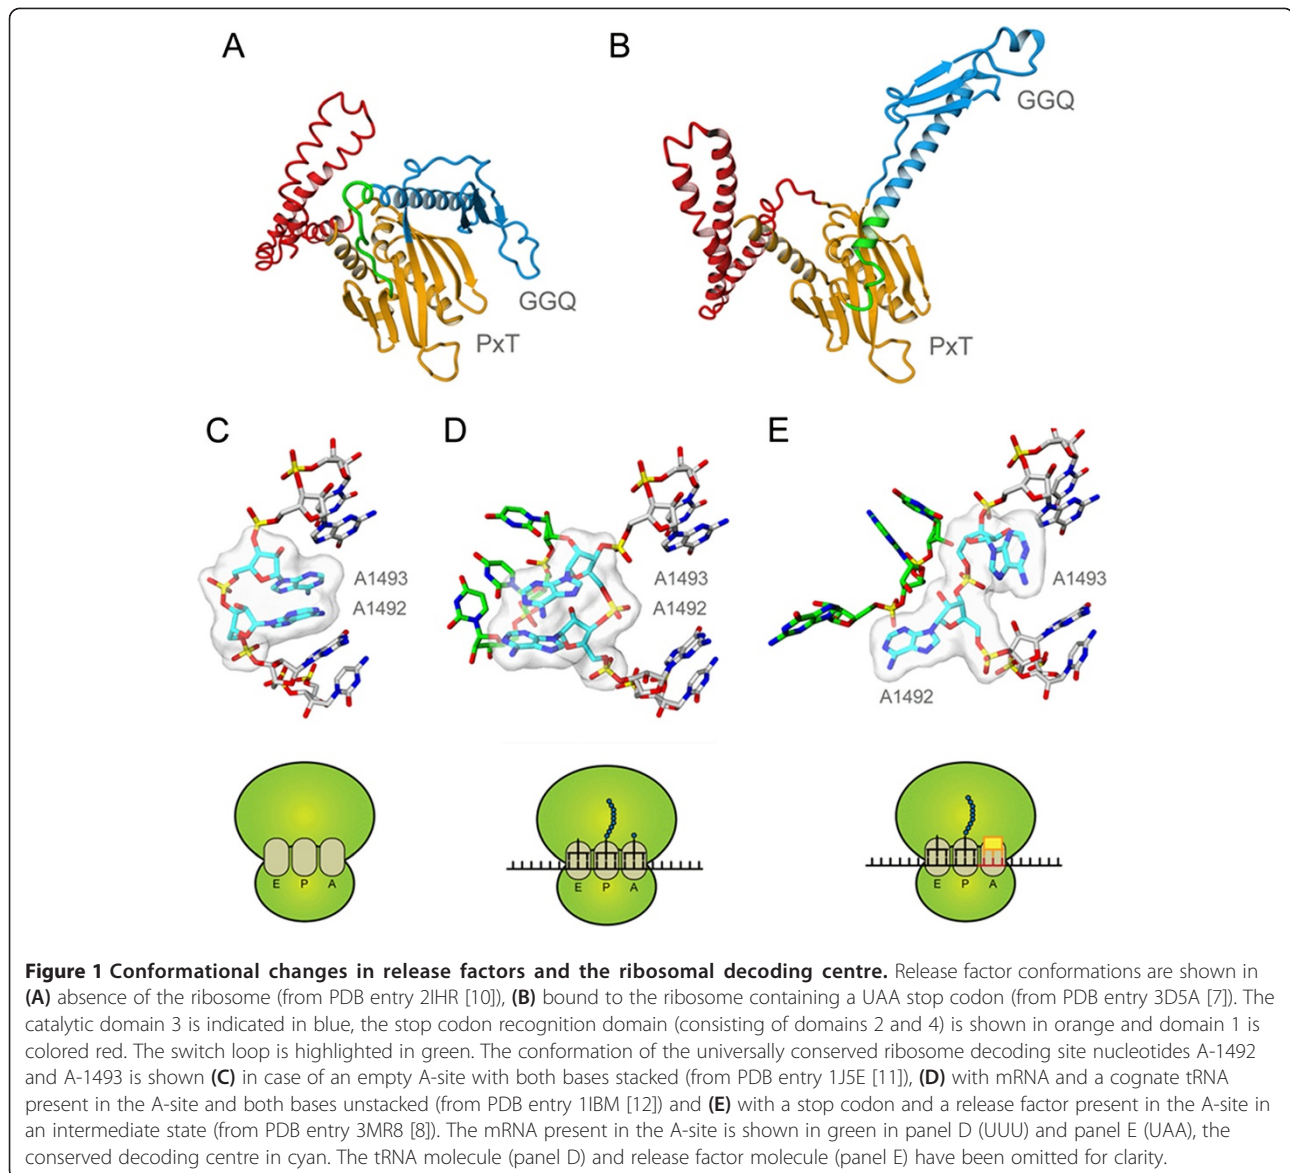 A
B
GGQ
GGQ
PxT
PxT
C
D
E
A1493
A1492
A1493
A1492
A1493
A1492
E P A
E P A
E P A
Figure 1 Conformational changes in release factors and the ribosomal decoding centre. Release factor conformations are shown in
(A) absence of the ribosome (from PDB entry 2IHR [10]), (B) bound to the ribosome containing a UAA stop codon (from PDB entry 3D5A [7]). The
catalytic domain 3 is indicated in blue, the stop codon recognition domain (consisting of domains 2 and 4) is shown in orange and domain 1 is
colored red. The switch loop is highlighted in green. The conformation of the universally conserved ribosome decoding site nucleotides A-1492
and A-1493 is shown (C) in case of an empty A-site with both bases stacked (from PDB entry 1J5E [11]), (D) with mRNA and a cognate tRNA
present in the A-site and both bases unstacked (from PDB entry 1IBM [12]) and (E) with a stop codon and a release factor present in the A-site in
an intermediate state (from PDB entry 3MR8 [8]). The mRNA present in the A-site is shown in green in panel D (UUU) and panel E (UAA), the
conserved decoding centre in cyan. The tRNA molecule (panel D) and release factor molecule (panel E) have been omitted for clarity.